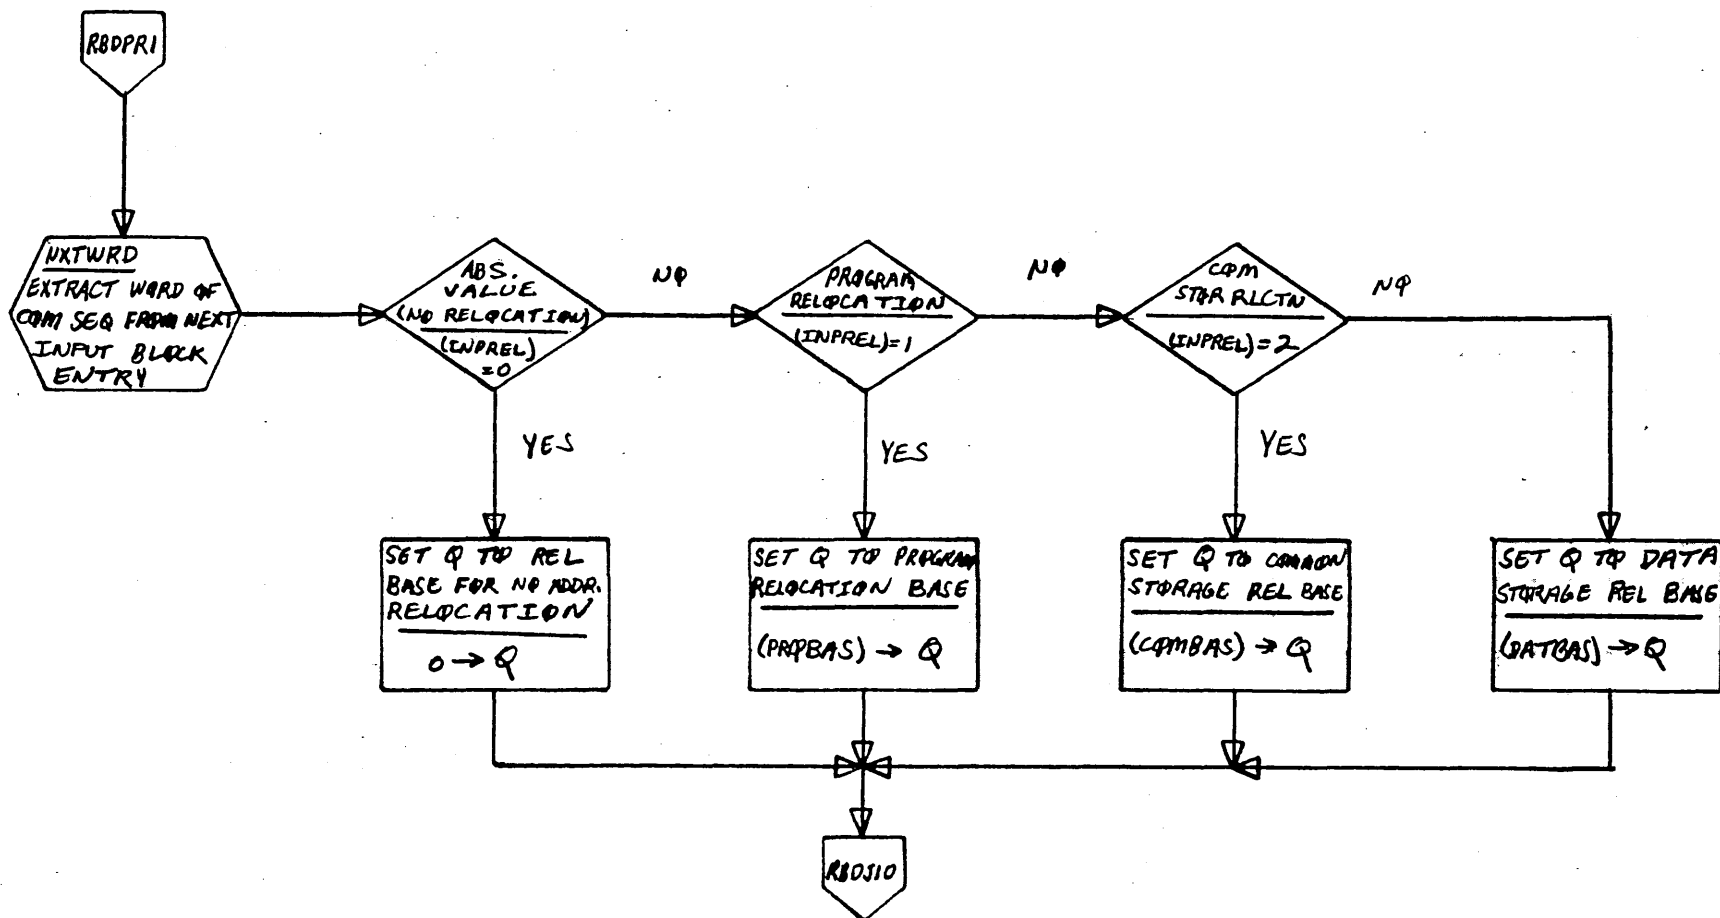 RBDPR1
NXTWRD
EXTRACT WORD OF
COM SEQ FROM NEXT
INPUT BLOCK
ENTRY
ABS.
VALUE
(NO RELOCATION)
(INPREL)
=0
NO
YES
PROGRAM
RELOCATION
(INPREL)=1
NO
YES
COM
STOR RLCTN
(INPREL)=2
NO
YES
SET Q TO REL
BASE FOR NO ADDR.
RELOCATION
0 → Q
SET Q TO PROGRAM
RELOCATION BASE
(PROBAS) → Q
SET Q TO COMMON
STORAGE REL BASE
(COMBAS) → Q
SET Q TO DATA
STORAGE REL BASE
(DATBAS) → Q
RBDJ10